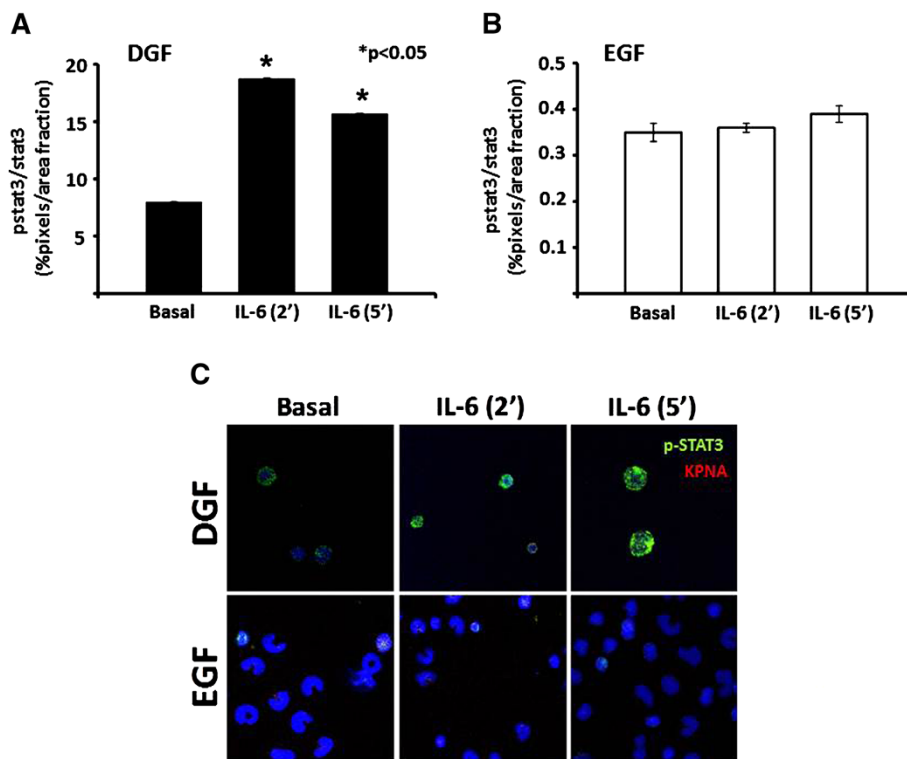 A
DGF
*p<0.05
pstat3/stat3
(%pixels/area fraction)
20
15
10
5
*
*
Basal
IL-6 (2')
IL-6 (5')
B
EGF
pstat3/stat3
(%pixels/area fraction)
0.5
0.4
0.3
0.2
0.1
Basal
IL-6 (2')
IL-6 (5')
C
Basal
IL-6 (2')
IL-6 (5')
DGF
p-STAT3
KPNA
EGF